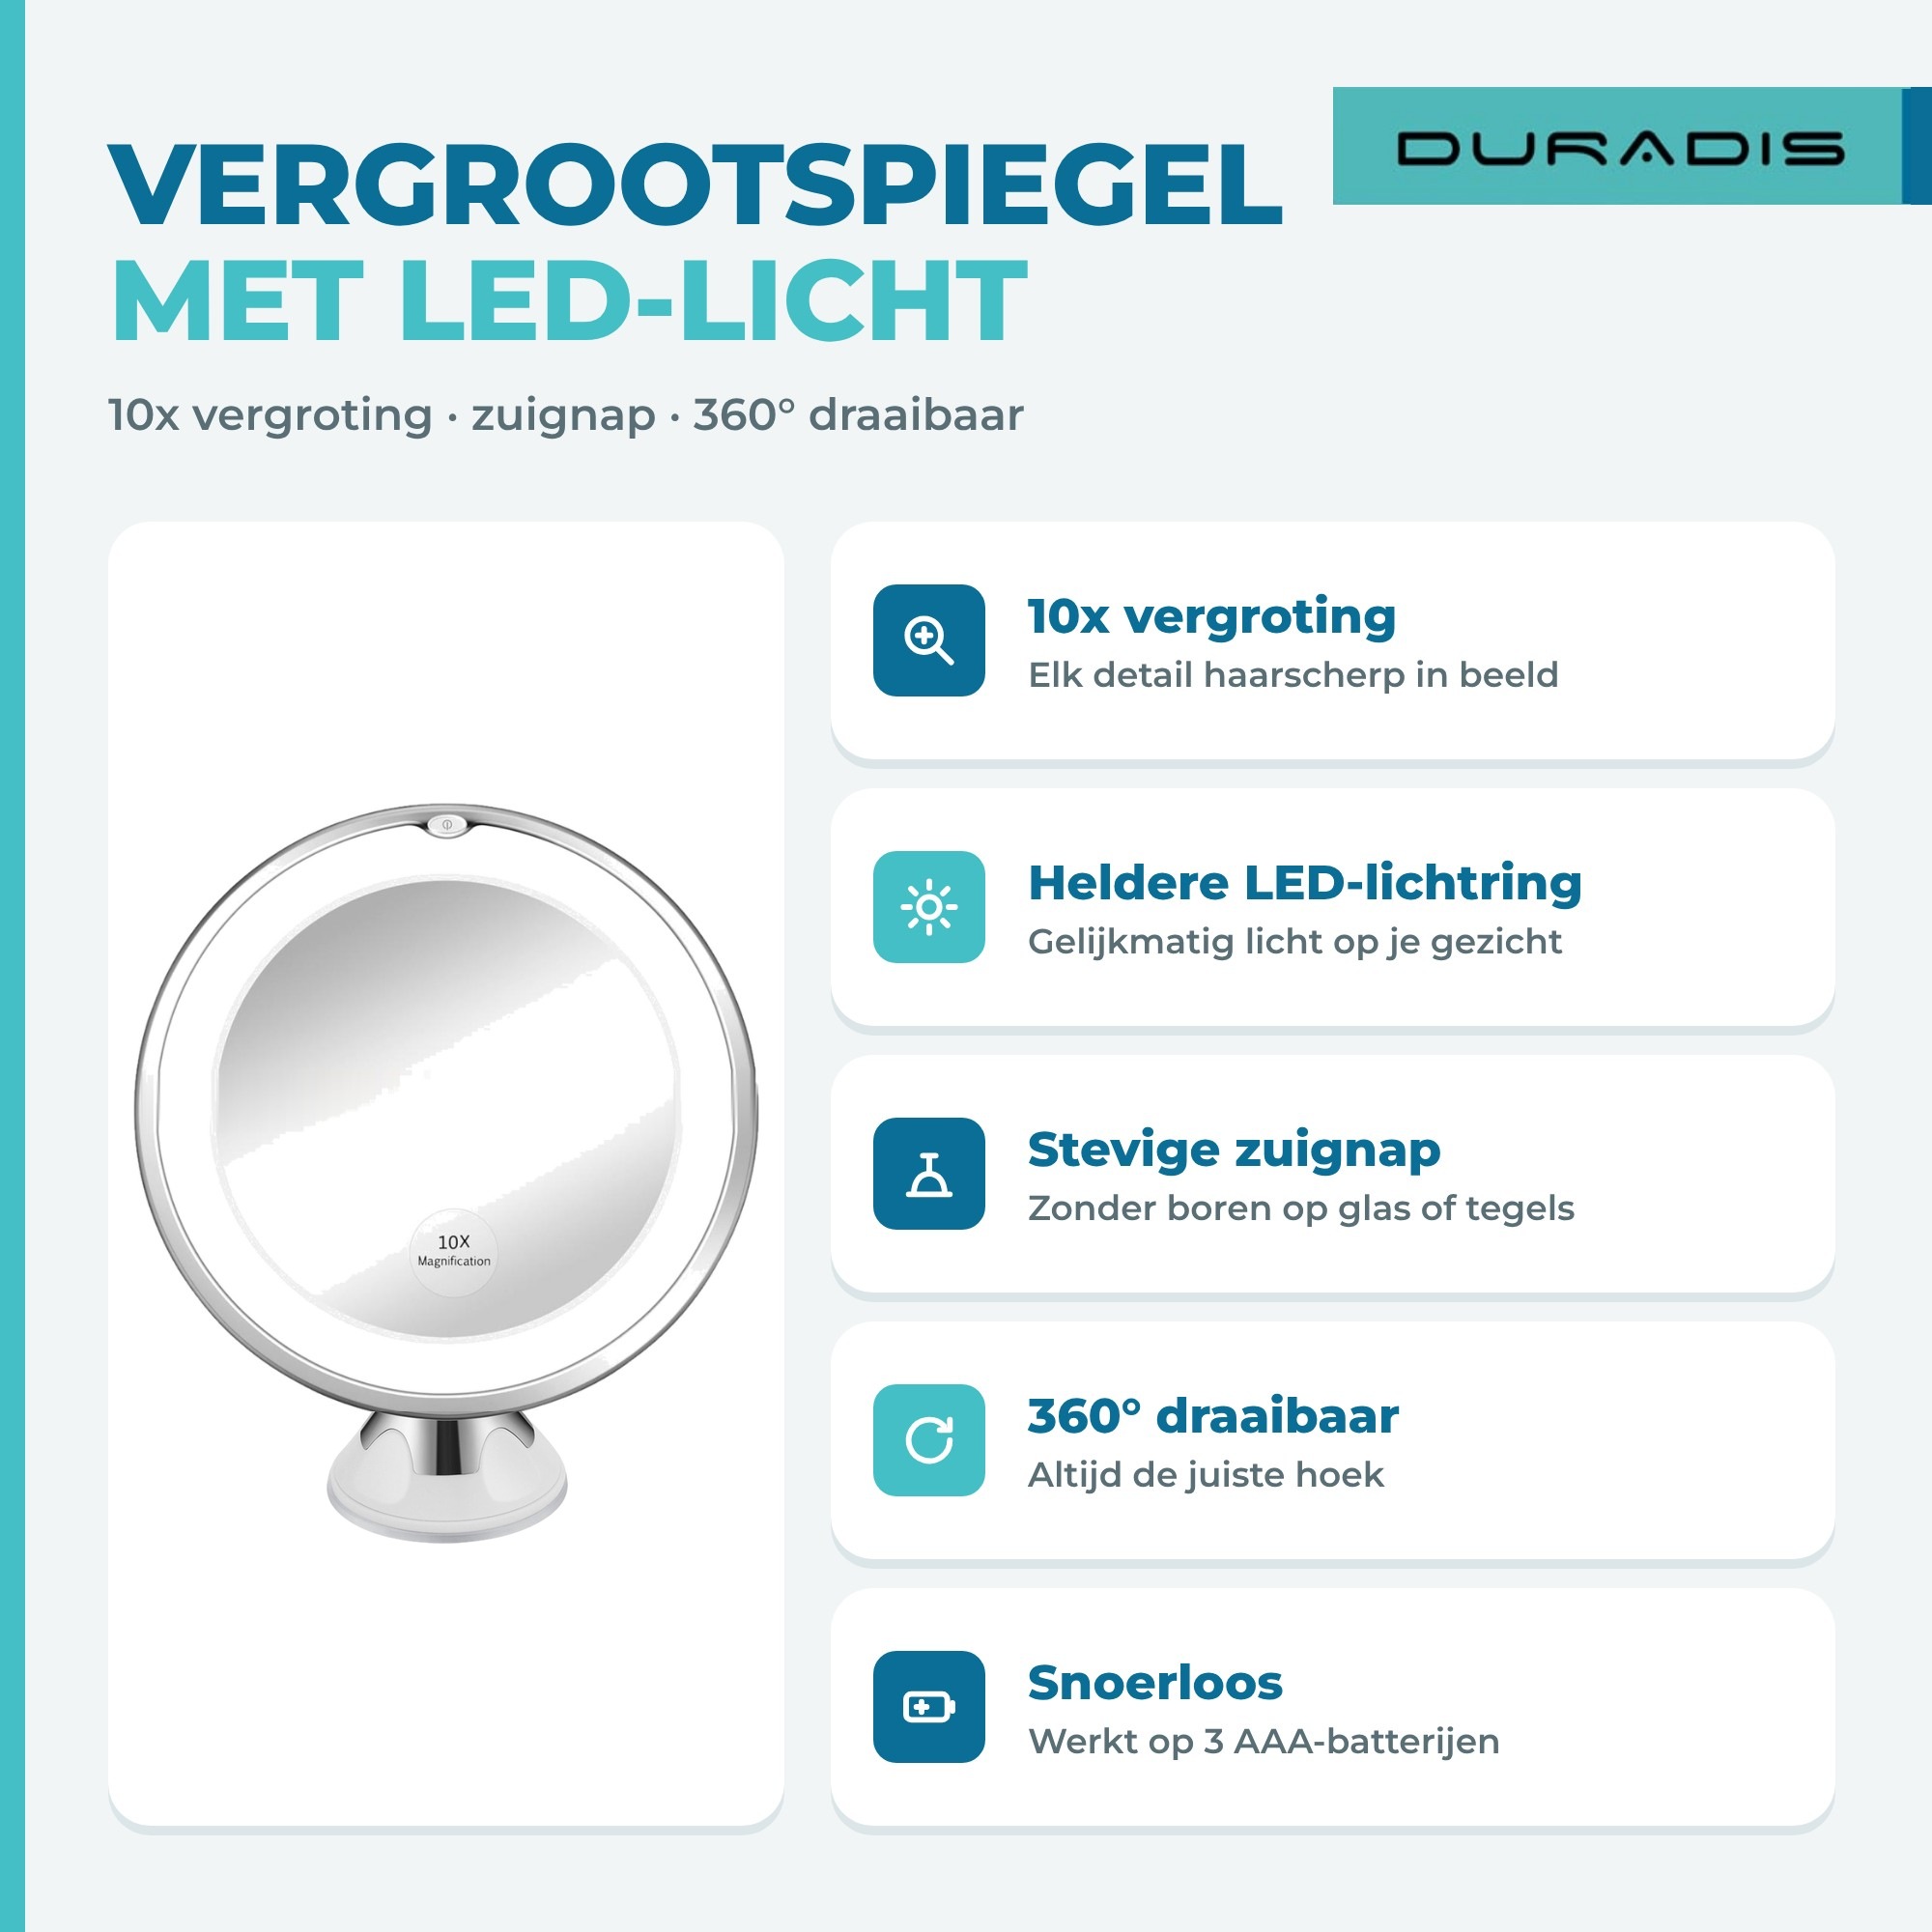 VERGROOTSPIEGEL
DURADIS
MET LED-LICHT
10x vergroting · zuignap · 360° draaibaar
10x vergroting
Elk detail haarscherp in beeld
Heldere LED-lichtring
Gelijkmatig licht op je gezicht
Stevige zuignap
Zonder boren op glas of tegels
10X
Magnification
360° draaibaar
Altijd de juiste hoek
Snoerloos
Werkt op 3 AAA-batterijen